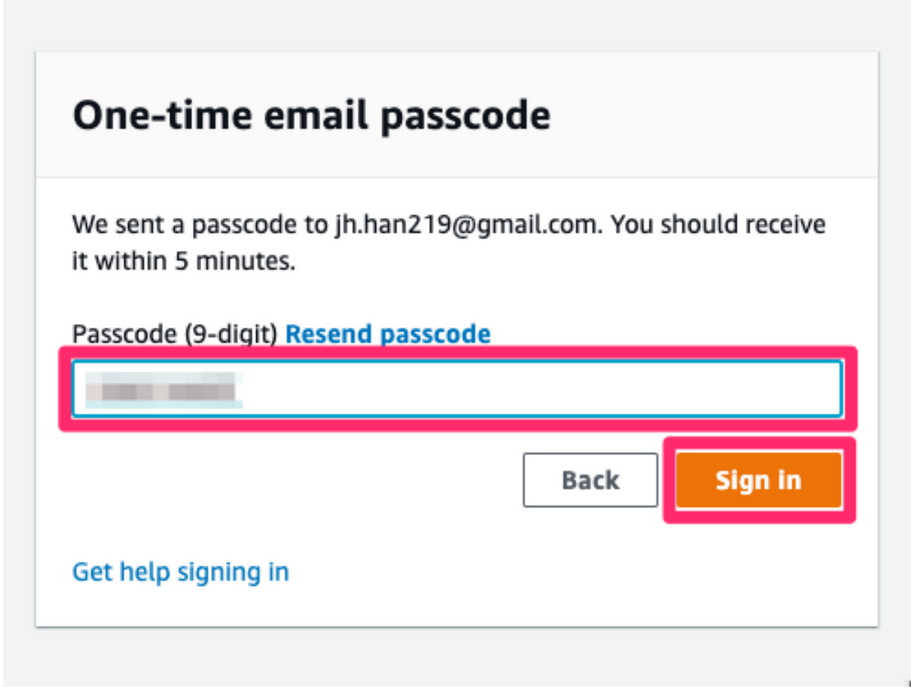 One-time email passcode
We sent a passcode to jh.han219@gmail.com. You should receive
it within 5 minutes.
Passcode (9-digit) Resend passcode
Back
Sign in
Get help signing in